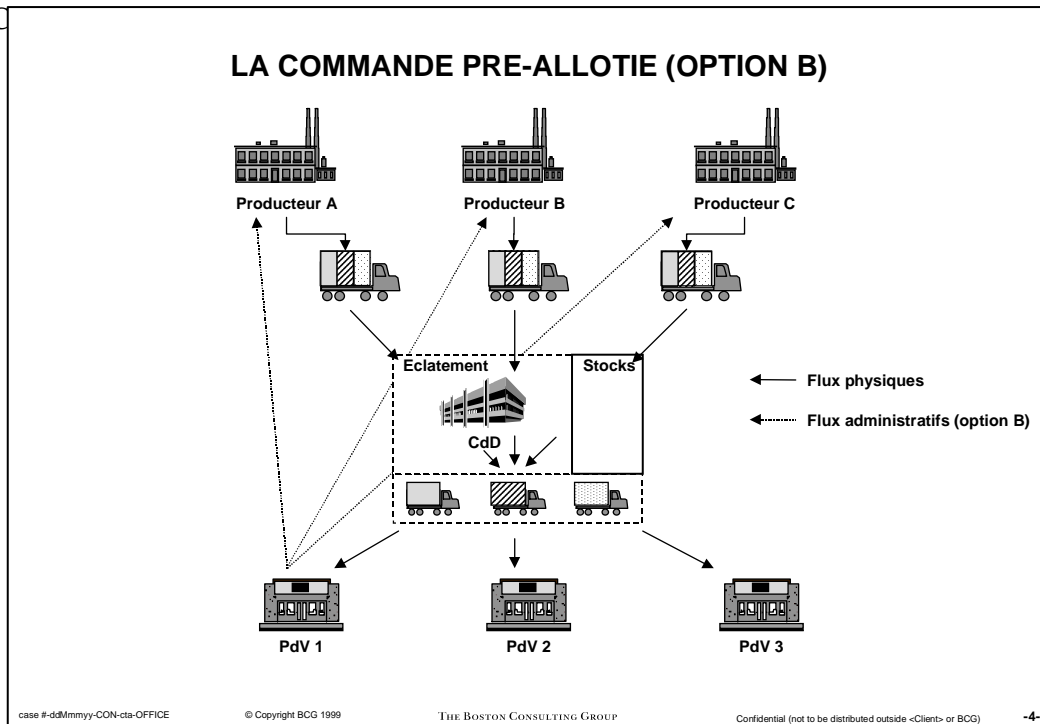 LA COMMANDE PRE-ALLOTIE (OPTION B)
Producteur A
Producteur B
Producteur C
Eclatement
Stocks
CdD
Flux physiques
Flux administratifs (option B)
PdV 1
PdV 2
PdV 3
case #-ddMmmyy-CON-cta-OFFICE
© Copyright BCG 1999
THE BOSTON CONSULTING GROUP
Confidential (not to be distributed outside <Client> or BCG)
-4-